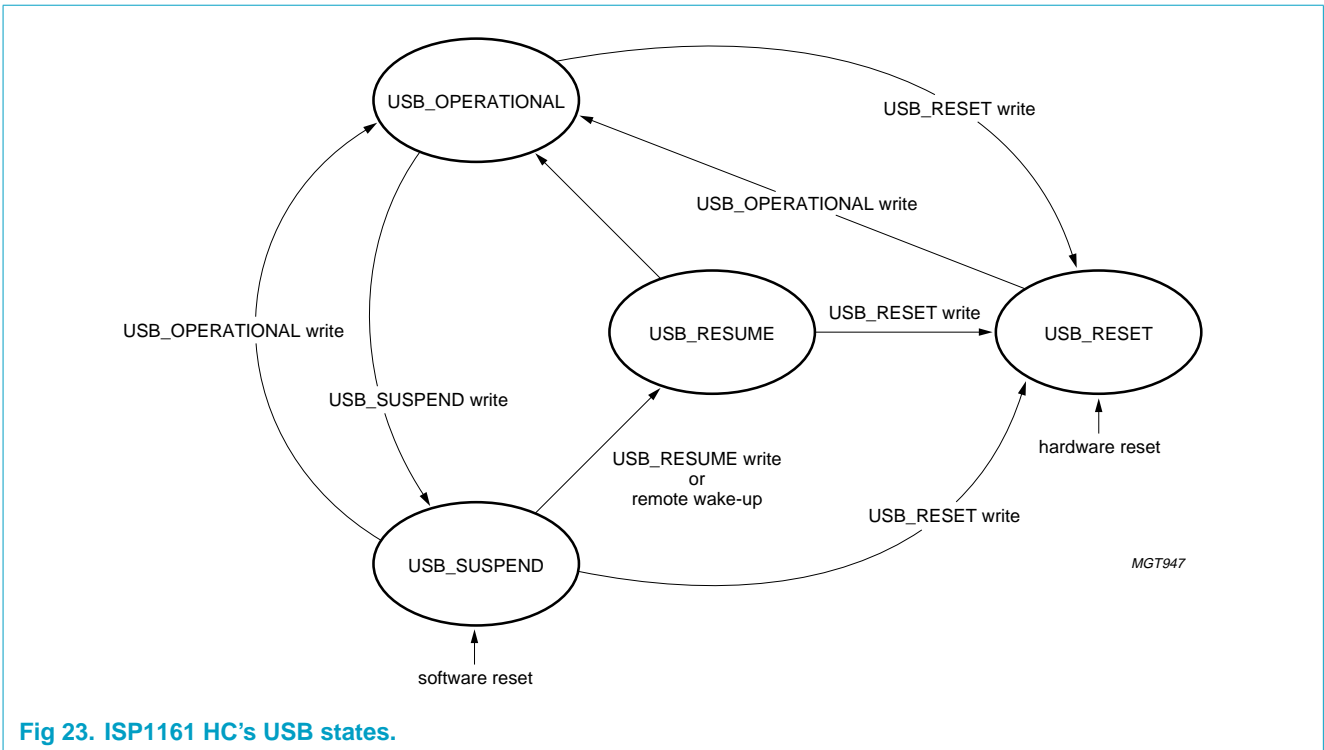 USB_OPERATIONAL
USB_RESET write
USB_OPERATIONAL write
USB_OPERATIONAL write
USB_RESUME
USB_RESET write
USB_RESET
USB_SUSPEND write
hardware reset
USB_RESUME write
or
remote wake-up
USB_RESET write
USB_SUSPEND
MGT947
software reset
Fig 23. ISP1161 HC’s USB states.